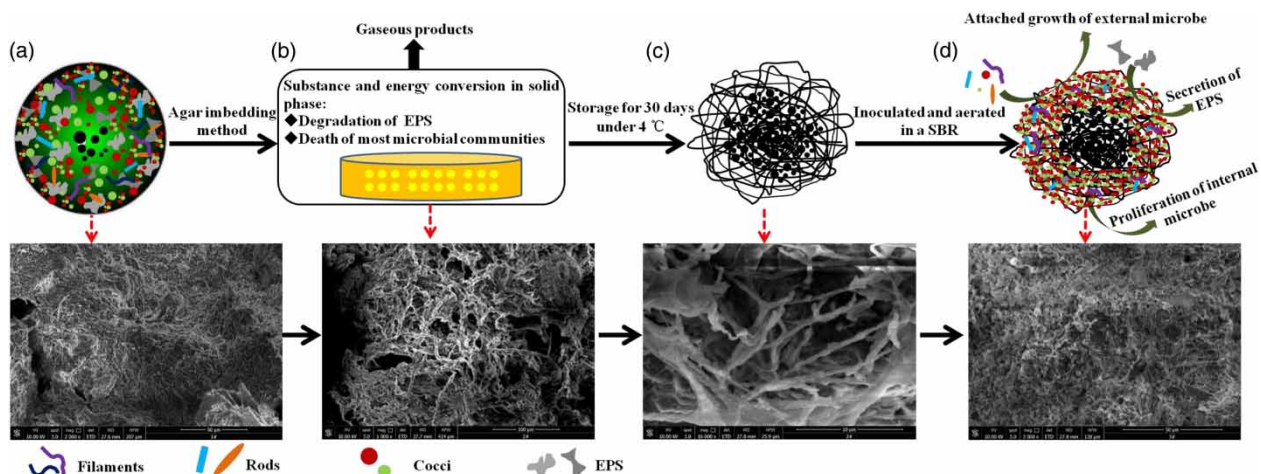 Attached growth of external microbe
Gaseous products
(a)
(b)
(c)
(d)
Substance and energy conversion in solid
phase:
◆Degradation of EPS
◆Death of most microbial communities
Agar imbedding
method
Storage for 30 days
under 4 ℃
Inoculated and aerated
in a SBR
Secretion of
EPS
Proliferation of internal
microbe
Filaments
Rods
Cocci
EPS